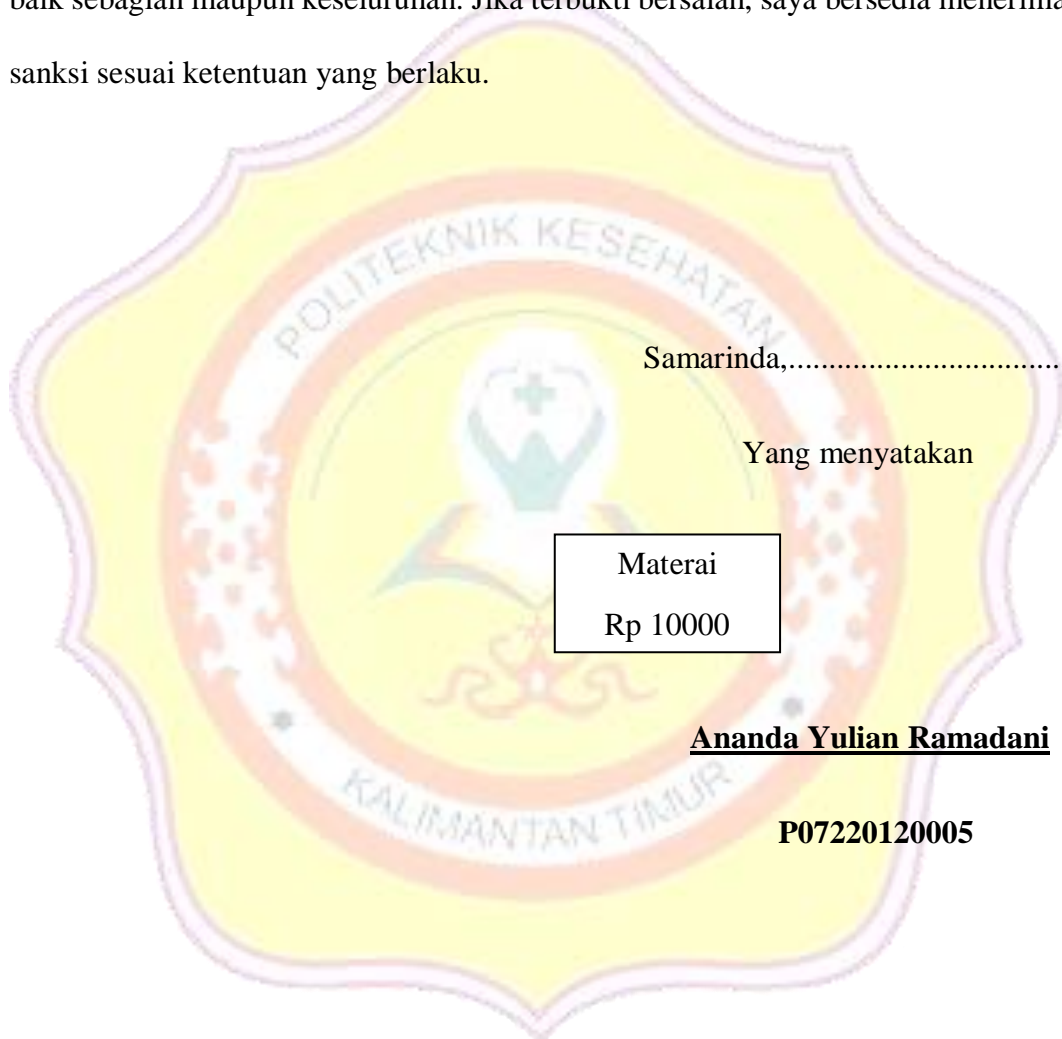 baik sebagian maupun keseluruhan. Jika terbukti bersalah, saya bersedia menerima
sanksi sesuai ketentuan yang berlaku.
POLITEKNIK KESEHATAN
Samarinda,..................................
Yang menyatakan
Materai
Rp 10000
Ananda Yulian Ramadani
KALIMANTAN TIMUR
P07220120005